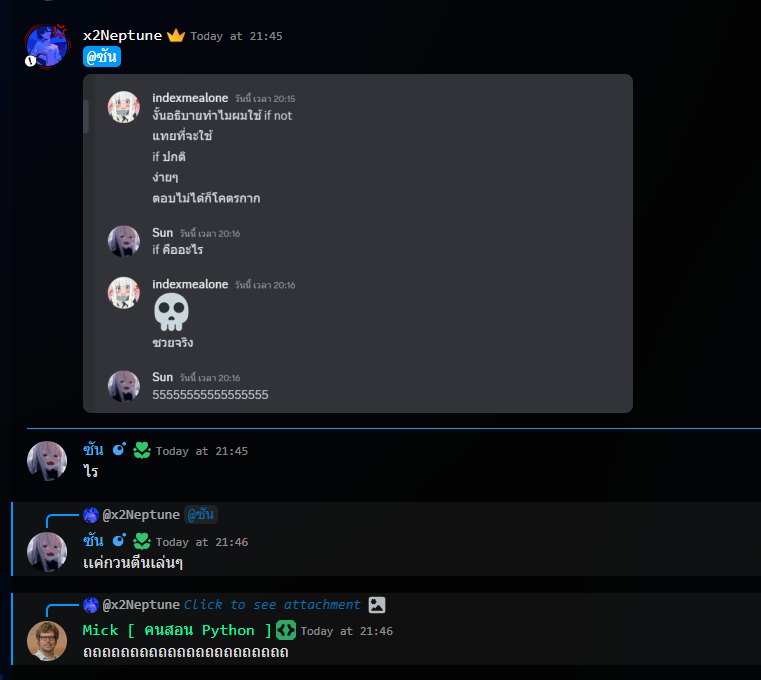 x2Neptune Today at 21:45
@ซัน
indexmealone วันนี้ เวลา 20:15
งั้นอธิบายทำไมผมใช้ if not
แทยที่จะใช้
if ปกติ
ง่ายๆ
ตอบไม่ได้ก็โคตรกาก
Sun วันนี้ เวลา 20:16
if คืออะไร
indexmealone วันนี้ เวลา 20:16
ซวยจริง
Sun วันนี้ เวลา 20:16
55555555555555555
ซัน Today at 21:45
ไร
@x2Neptune @ซัน
ซัน Today at 21:46
เเค่กวนตีนเล่นๆ
@x2Neptune Click to see attachment
Mick [ คนสอน Python ] Today at 21:46
ถถถถถถถถถถถถถถถถถถถถถถ